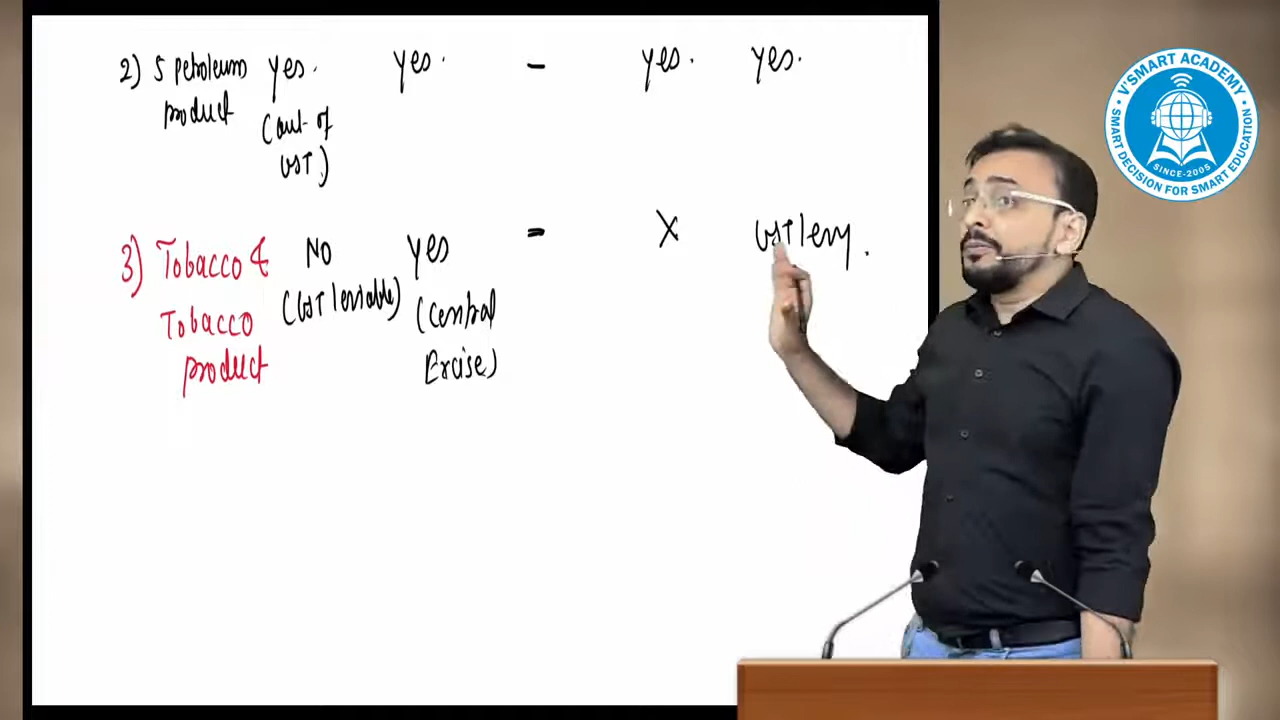 2) 5 petroleum yes. yes. - yes. yes.
product (out of
GST)
3) Tobacco & No yes - X GST levy.
Tobacco (GST leviable) (Central
product Excise)
V'SMART ACADEMY
SMART DECISION FOR SMART EDUCATION
SINCE-2005